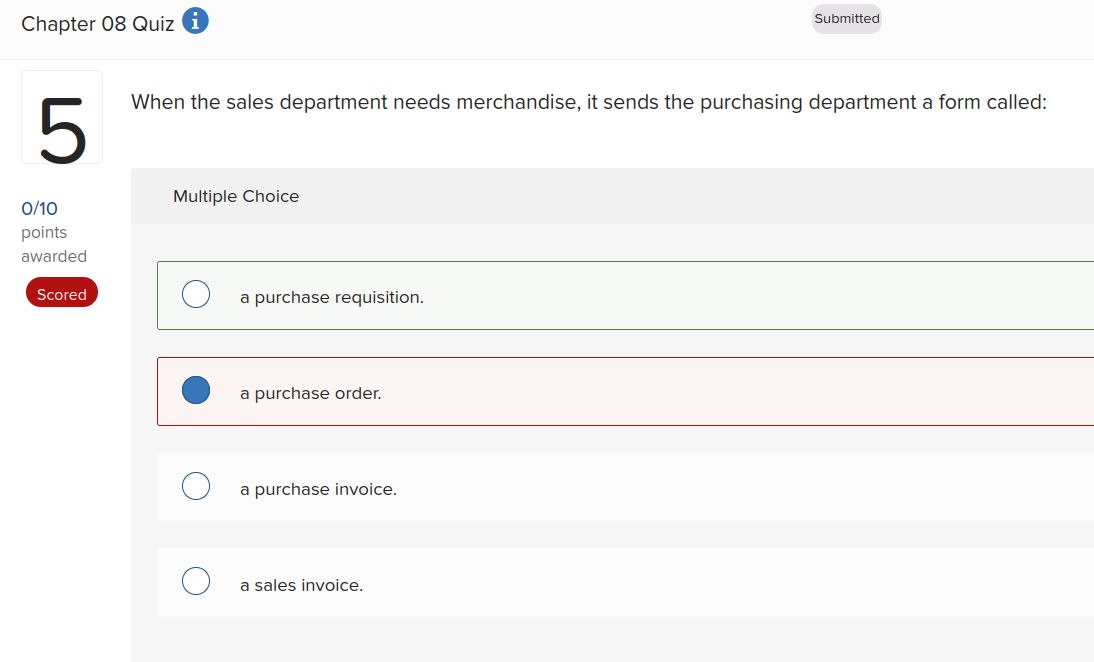 Chapter 08 Quiz i
Submitted
5
When the sales department needs merchandise, it sends the purchasing department a form called:
0/10
points
awarded
Scored
Multiple Choice
a purchase requisition.
a purchase order.
a purchase invoice.
a sales invoice.